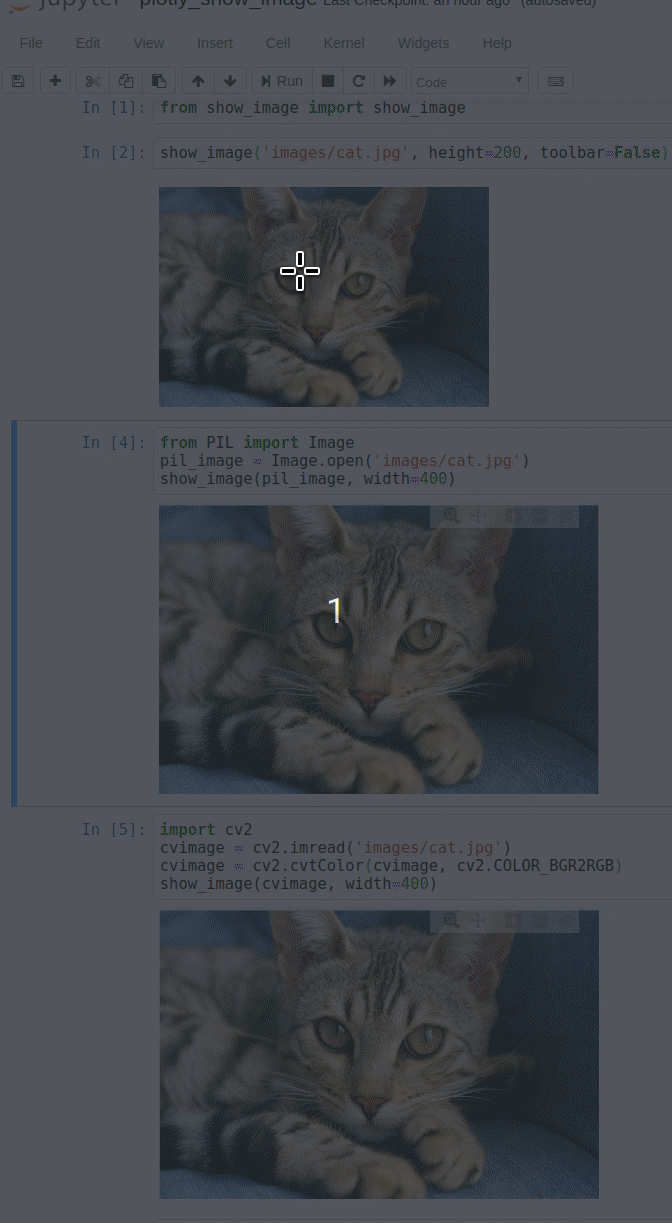 jupyter plotly_show_image Last Checkpoint: an hour ago (autosaved)
File Edit View Insert Cell Kernel Widgets Help
Run Code
In [1]: from show_image import show_image
In [2]: show_image('images/cat.jpg', height=200, toolbar=False)
In [4]: from PIL import Image
pil_image = Image.open('images/cat.jpg')
show_image(pil_image, width=400)
1
In [5]: import cv2
cvimage = cv2.imread('images/cat.jpg')
cvimage = cv2.cvtColor(cvimage, cv2.COLOR_BGR2RGB)
show_image(cvimage, width=400)